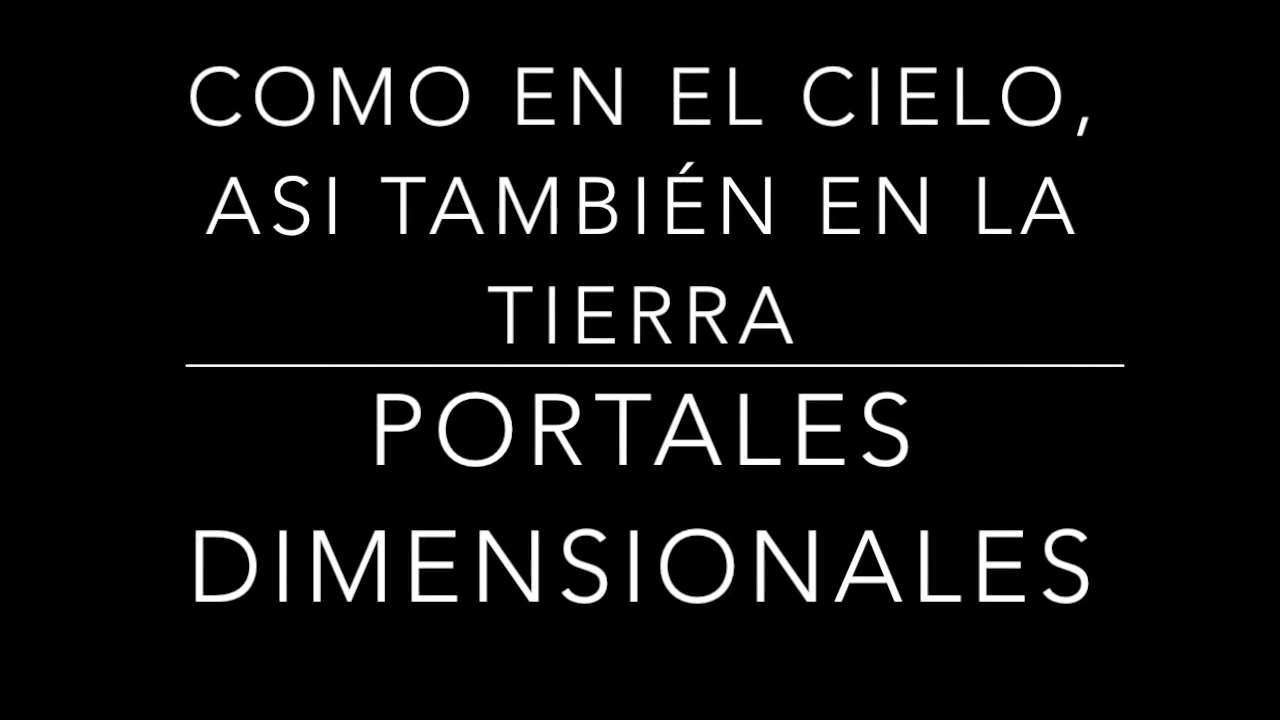 COMO EN EL CIELO,
ASI TAMBIÉN EN LA
TIERRA
PORTALES
DIMENSIONALES